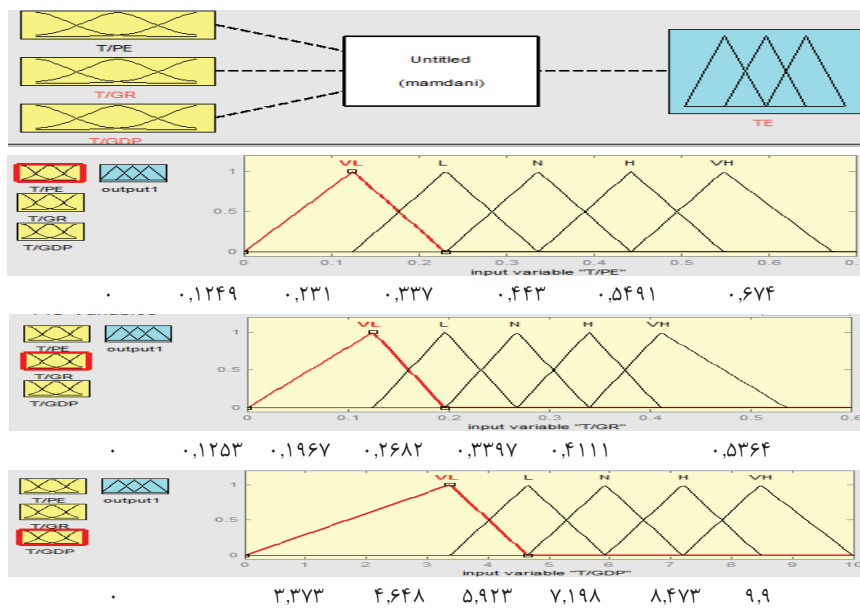 T/PE
T/GR
T/GDP
Untitled
(mamdani)
TE
T/PE
output1
T/GR
T/GDP
VL L N H VH
1
0.5
0
0 0.1 0.2 0.3 0.4 0.5 0.6
input variable "T/PE"
۰ ۰,۱۲۴۹ ۰,۲۳۱ ۰,۳۳۷ ۰,۴۴۳ ۰,۵۴۹۱ ۰,۶۷۴
T/PE
output1
T/GR
T/GDP
VL L N H VH
1
0.5
0
0.1 0.2 0.3 0.4 0.5 0.6
input variable "T/GR"
۰ ۰,۱۲۵۳ ۰,۱۹۶۷ ۰,۲۶۸۲ ۰,۳۳۹۷ ۰,۴۱۱۱ ۰,۵۳۶۴
T/PE
output1
T/GR
T/GDP
VL L N H VH
1
0.5
0
0 1 2 3 4 5 6 7 8 9 10
input variable "T/GDP"
۰ ۳,۳۷۳ ۴,۶۴۸ ۵,۹۲۳ ۷,۱۹۸ ۸,۴۷۳ ۹,۹